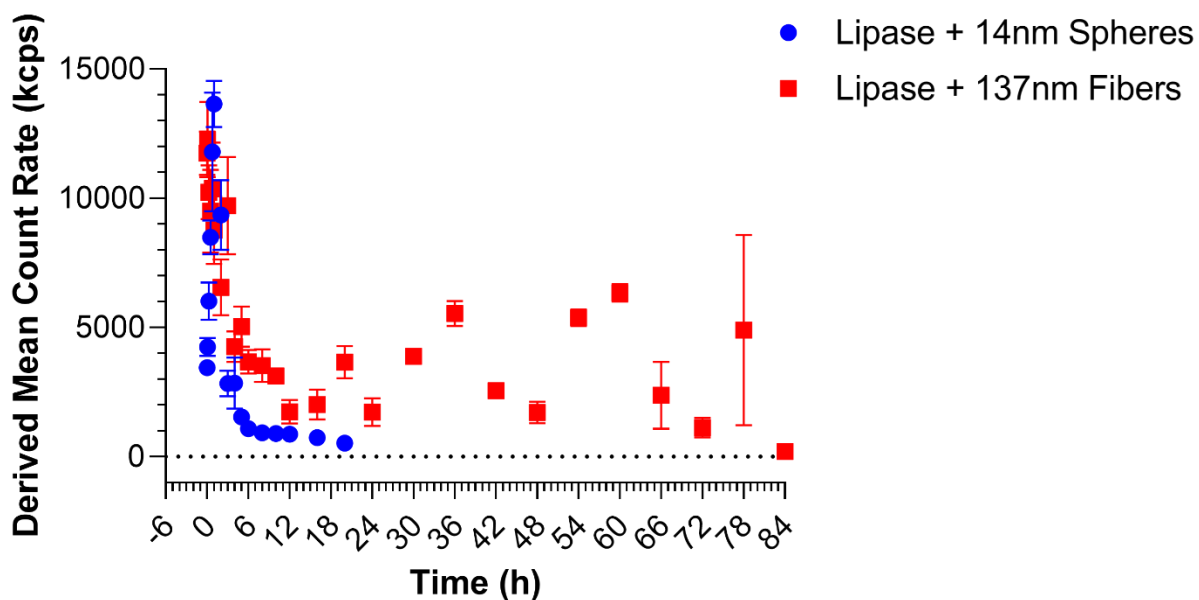 Lipase + 14nm Spheres
Lipase + 137nm Fibers
Derived Mean Count Rate (kcps)
15000
10000
5000
0
-6 0 6 12 18 24 30 36 42 48 54 60 66 72 78 84
Time (h)